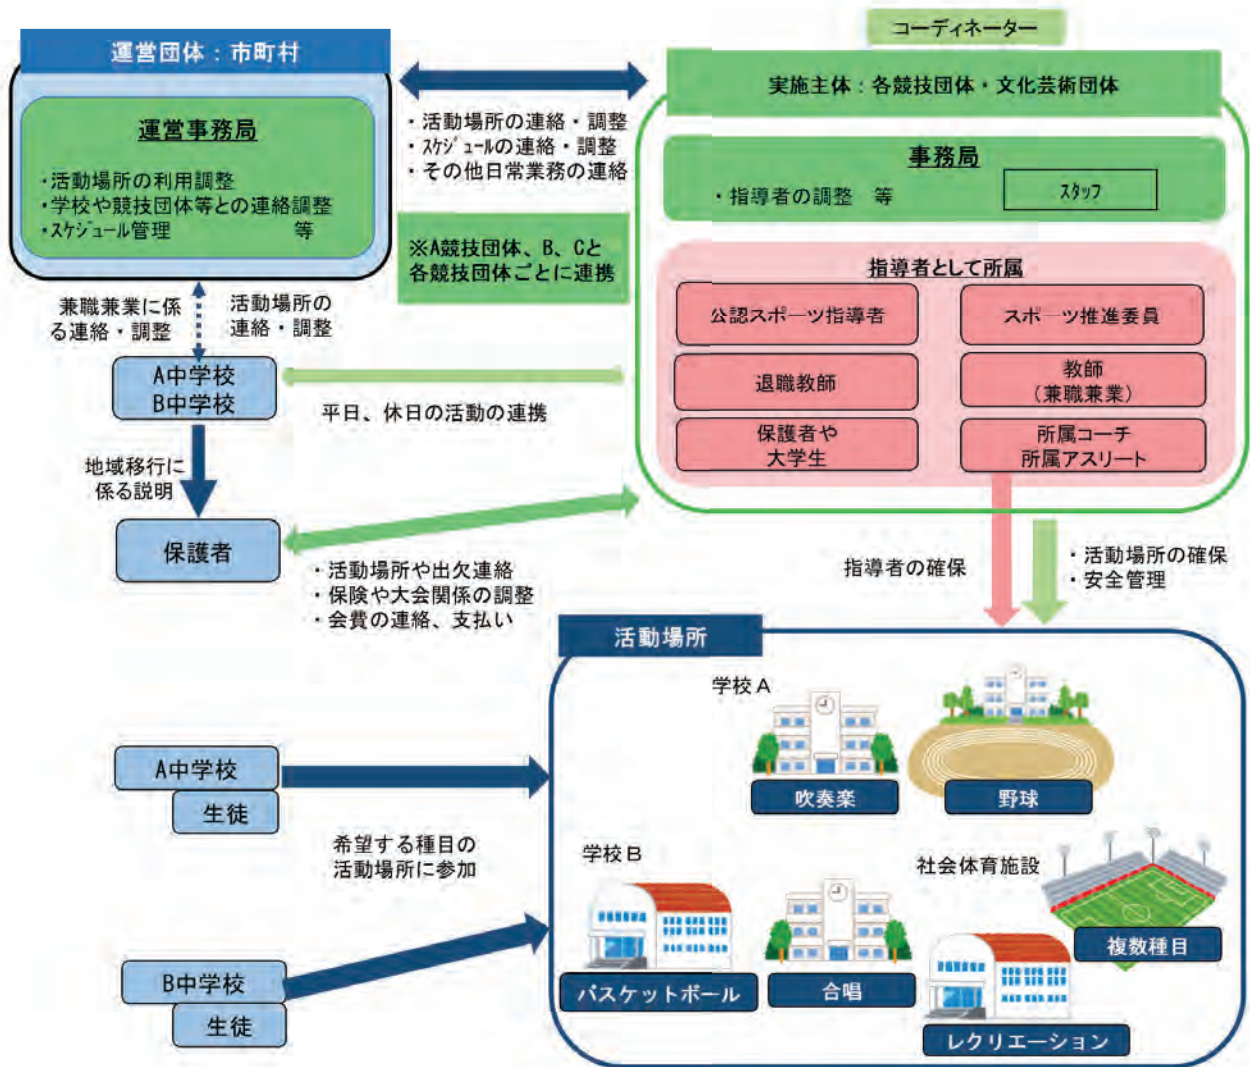 コーディネーター
運営団体：市町村
運営事務局
・活動場所の利用調整
・学校や競技団体等との連絡調整
・ｽｹｼﾞｭｰﾙ管理　等
・活動場所の連絡・調整
・ｽｹｼﾞｭｰﾙの連絡・調整
・その他日常業務の連絡
※A競技団体、B、Cと
各競技団体ごとに連携
実施主体：各競技団体・文化芸術団体
事務局
・指導者の調整　等
ｽﾀｯﾌ
指導者として所属
公認スポーツ指導者
スポーツ推進委員
退職教師
教師
（兼職兼業）
保護者や
大学生
所属コーチ
所属アスリート
兼職兼業に係
る連絡・調整
活動場所の
連絡・調整
A中学校
B中学校
平日、休日の活動の連携
地域移行に
係る説明
保護者
・活動場所や出欠連絡
・保険や大会関係の調整
・会費の連絡、支払い
指導者の確保
・活動場所の確保
・安全管理
活動場所
学校A
吹奏楽
野球
A中学校
生徒
希望する種目の
活動場所に参加
学校B
社会体育施設
バスケットボール
合唱
複数種目
レクリエーション
B中学校
生徒